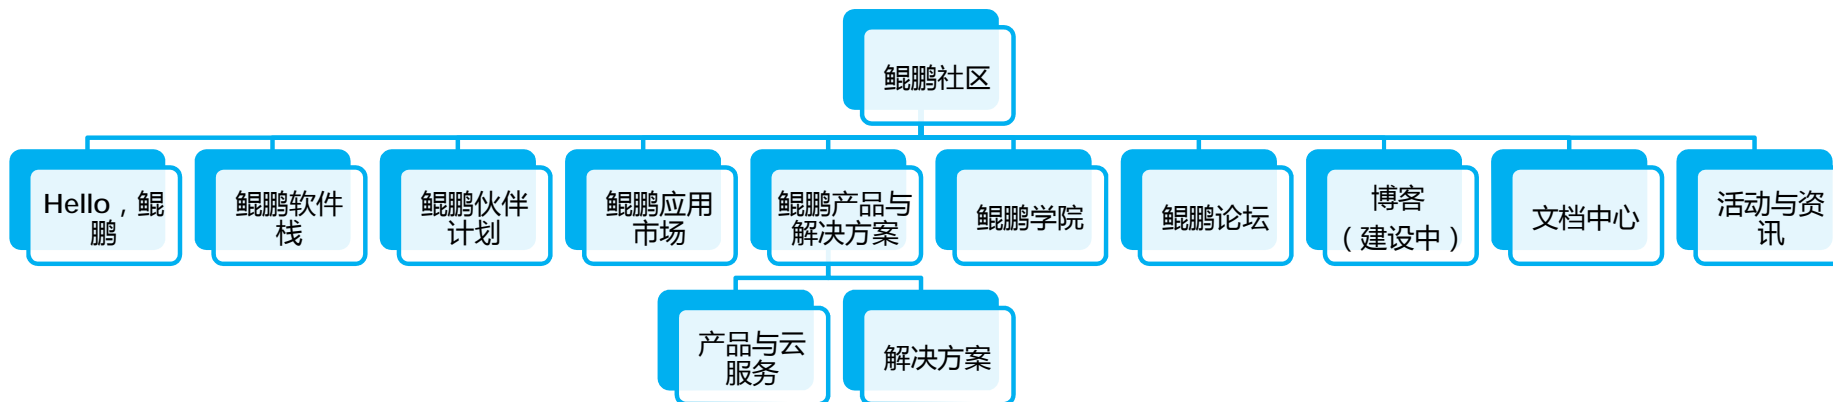 鲲鹏社区
Hello，鲲
鹏
鲲鹏软件
栈
鲲鹏伙伴
计划
鲲鹏应用
市场
鲲鹏产品与
解决方案
鲲鹏学院
鲲鹏论坛
博客
（建设中）
文档中心
活动与资
讯
产品与云
服务
解决方案